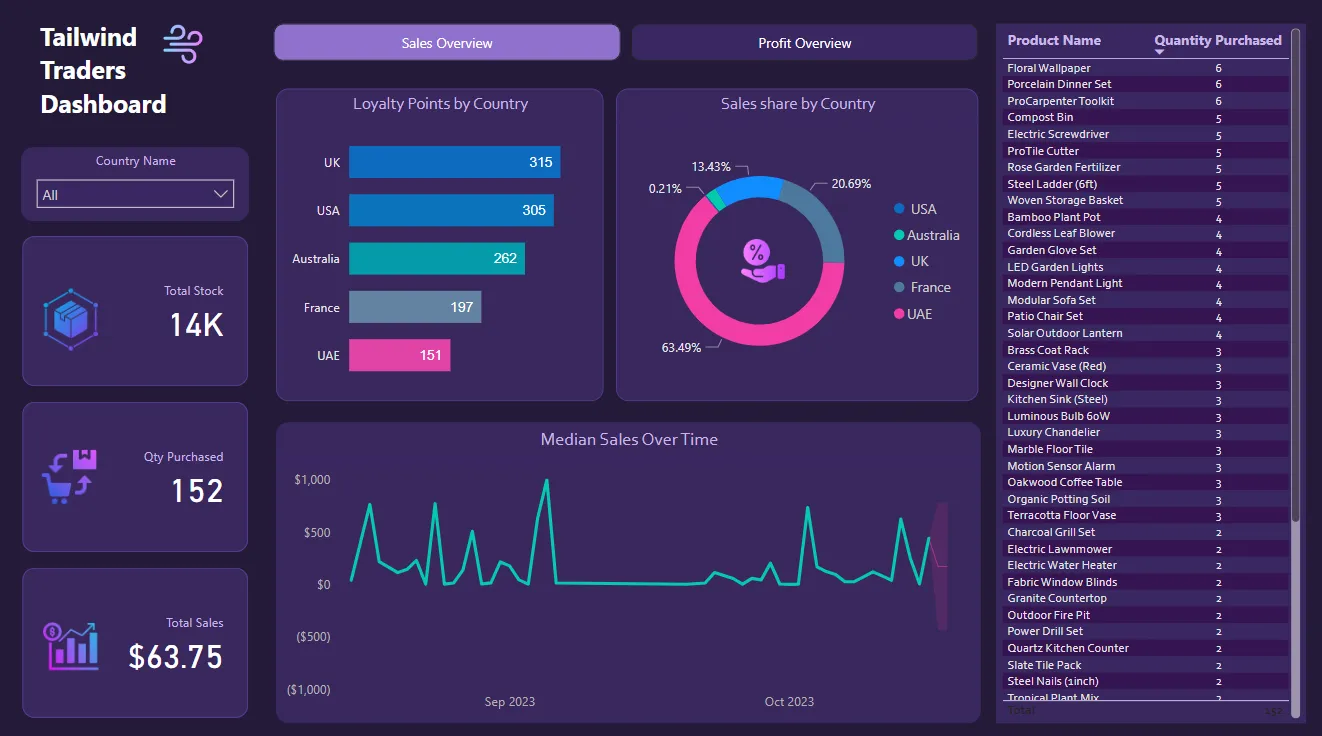 Tailwind
Traders
Dashboard
Sales Overview
Profit Overview
Country Name
All
Total Stock
14K
Qty Purchased
152
Total Sales
$63.75
Loyalty Points by Country
UK 315
USA 305
Australia 262
France 197
UAE 151
Sales share by Country
%
13.43%
0.21%
20.69%
63.49%
USA
Australia
UK
France
UAE
Median Sales Over Time
$1,000
$500
$0
($500)
($1,000)
Sep 2023
Oct 2023
Product Name Quantity Purchased
Floral Wallpaper 6
Porcelain Dinner Set 6
ProCarpenter Toolkit 6
Compost Bin 5
Electric Screwdriver 5
ProTile Cutter 5
Rose Garden Fertilizer 5
Steel Ladder (6ft) 5
Woven Storage Basket 5
Bamboo Plant Pot 4
Cordless Leaf Blower 4
Garden Glove Set 4
LED Garden Lights 4
Modern Pendant Light 4
Modular Sofa Set 4
Patio Chair Set 4
Solar Outdoor Lantern 4
Brass Coat Rack 3
Ceramic Vase (Red) 3
Designer Wall Clock 3
Kitchen Sink (Steel) 3
Luminous Bulb 60W 3
Luxury Chandelier 3
Marble Floor Tile 3
Motion Sensor Alarm 3
Oakwood Coffee Table 3
Organic Potting Soil 3
Terracotta Floor Vase 3
Charcoal Grill Set 2
Electric Lawnmower 2
Electric Water Heater 2
Fabric Window Blinds 2
Granite Countertop 2
Outdoor Fire Pit 2
Power Drill Set 2
Quartz Kitchen Counter 2
Slate Tile Pack 2
Steel Nails (1inch) 2
Tropical Plant Mix 2
Total 152